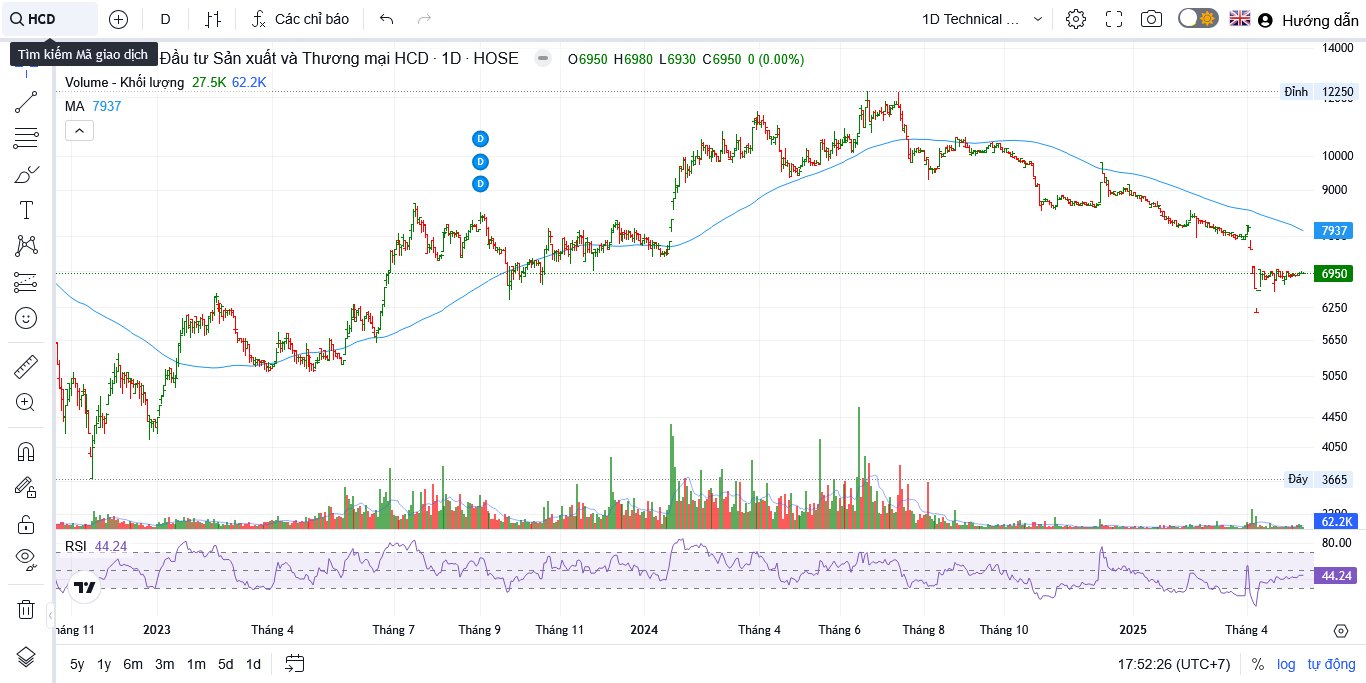 HCD
D
Các chỉ báo
1D Technical ...
Hướng dẫn
Tìm kiếm Mã giao dịch
Đầu tư Sản xuất và Thương mại HCD · 1D · HOSE
O6950 H6980 L6930 C6950 0 (0.00%)
Volume - Khối lượng 27.5K 62.2K
MA 7937
D
D
D
14000
Đỉnh 12250
10000
9000
7937
6950
6250
5650
5050
4450
4050
Đáy 3665
62.2K
RSI 44.24
80.00
44.24
háng 11 2023 Tháng 4 Tháng 7 Tháng 9 Tháng 11 2024 Tháng 4 Tháng 6 Tháng 8 Tháng 10 2025 Tháng 4
5y 1y 6m 3m 1m 5d 1d
17:52:26 (UTC+7) % log tự động